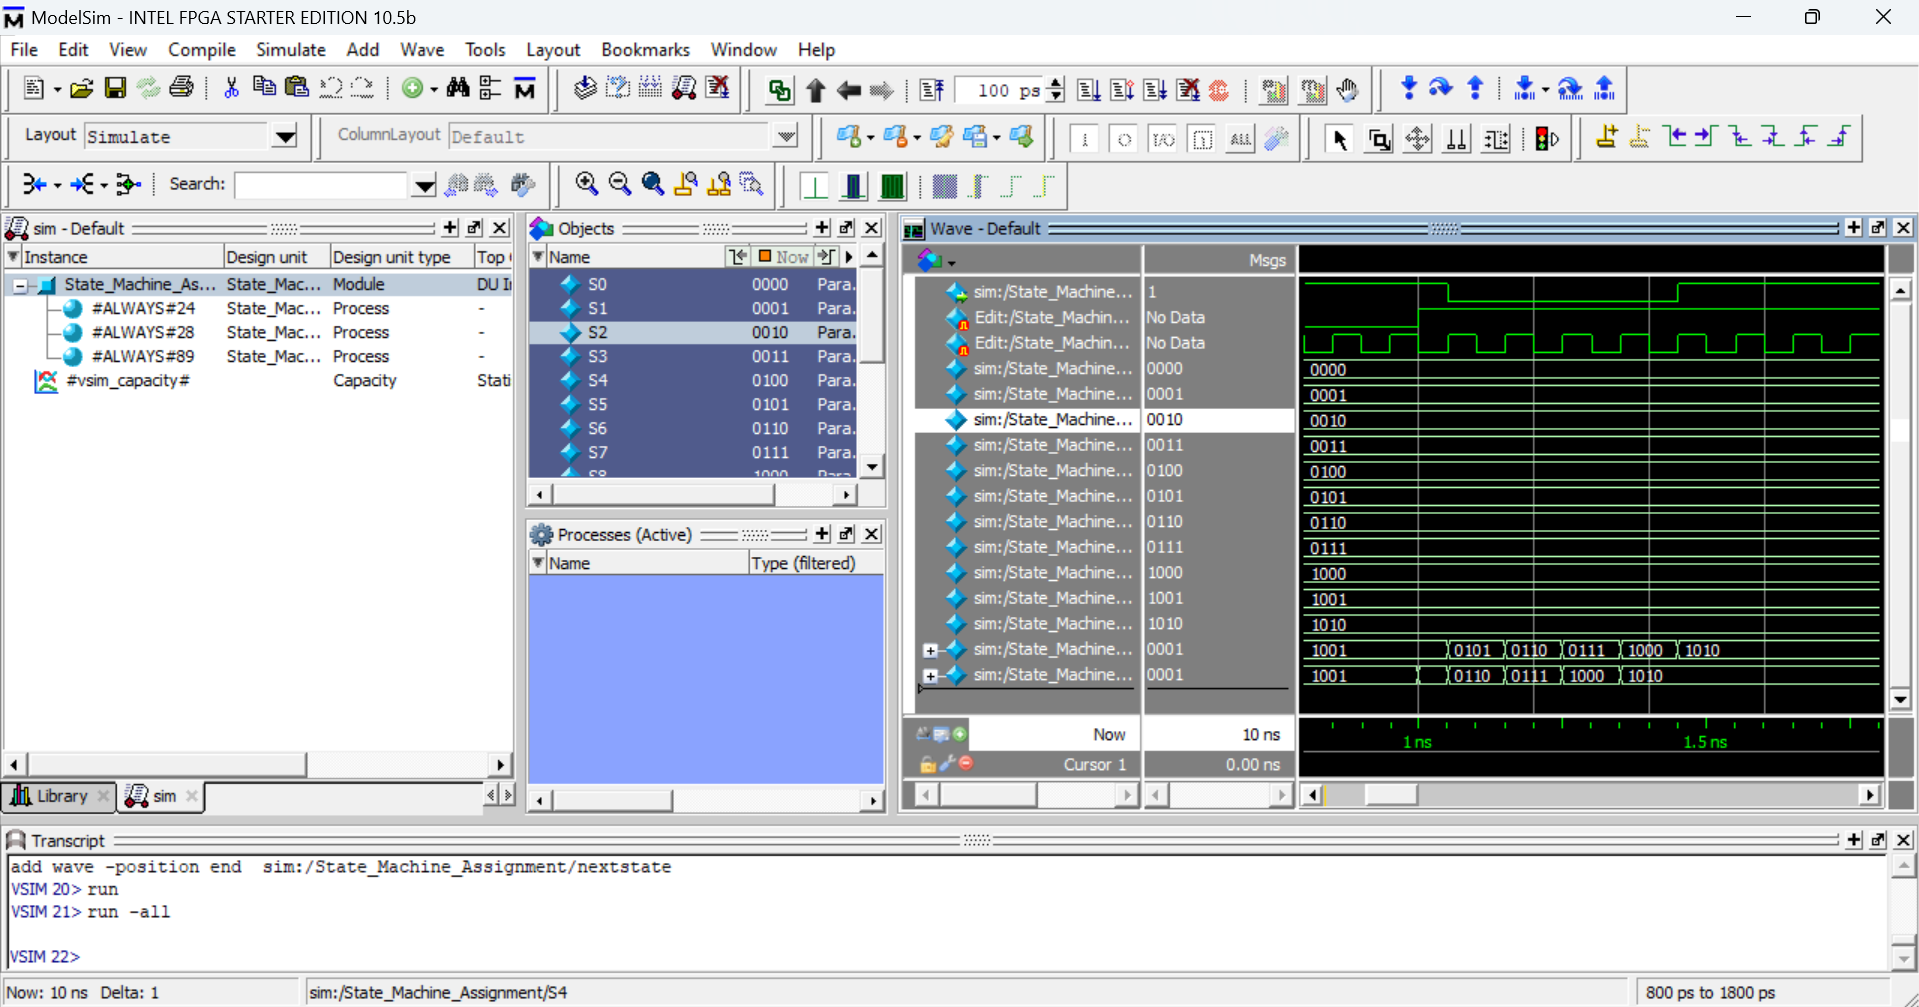 ModelSim - INTEL FPGA STARTER EDITION 10.5b
File Edit View Compile Simulate Add Wave Tools Layout Bookmarks Window Help
100 ps
Layout Simulate ColumnLayout Default
Search:
sim - Default
Instance Design unit Design unit type Top
State_Machine_As... State_Mac... Module DU I
#ALWAYS#24 State_Mac... Process -
#ALWAYS#28 State_Mac... Process -
#ALWAYS#89 State_Mac... Process -
#vsim_capacity# Capacity Stati
Library sim
Objects
Name Now
S0 0000 Para.
S1 0001 Para.
S2 0010 Para.
S3 0011 Para.
S4 0100 Para.
S5 0101 Para.
S6 0110 Para.
S7 0111 Para.
S8 1000 Para.
Processes (Active)
Name Type (filtered)
Wave - Default
Msgs
sim:/State_Machine... 1
Edit:/State_Machin... No Data
Edit:/State_Machin... No Data
sim:/State_Machine... 0000 0000
sim:/State_Machine... 0001 0001
sim:/State_Machine... 0010 0010
sim:/State_Machine... 0011 0011
sim:/State_Machine... 0100 0100
sim:/State_Machine... 0101 0101
sim:/State_Machine... 0110 0110
sim:/State_Machine... 0111 0111
sim:/State_Machine... 1000 1000
sim:/State_Machine... 1001 1001
sim:/State_Machine... 1010 1010
sim:/State_Machine... 0001 1001 0101 0110 0111 1000 1010
sim:/State_Machine... 0001 1001 0110 0111 1000 1010
Now 10 ns 1 ns 1.5 ns
Cursor 1 0.00 ns
Transcript
add wave -position end sim:/State_Machine_Assignment/nextstate
VSIM 20> run
VSIM 21> run -all
VSIM 22>
Now: 10 ns Delta: 1 sim:/State_Machine_Assignment/S4 800 ps to 1800 ps